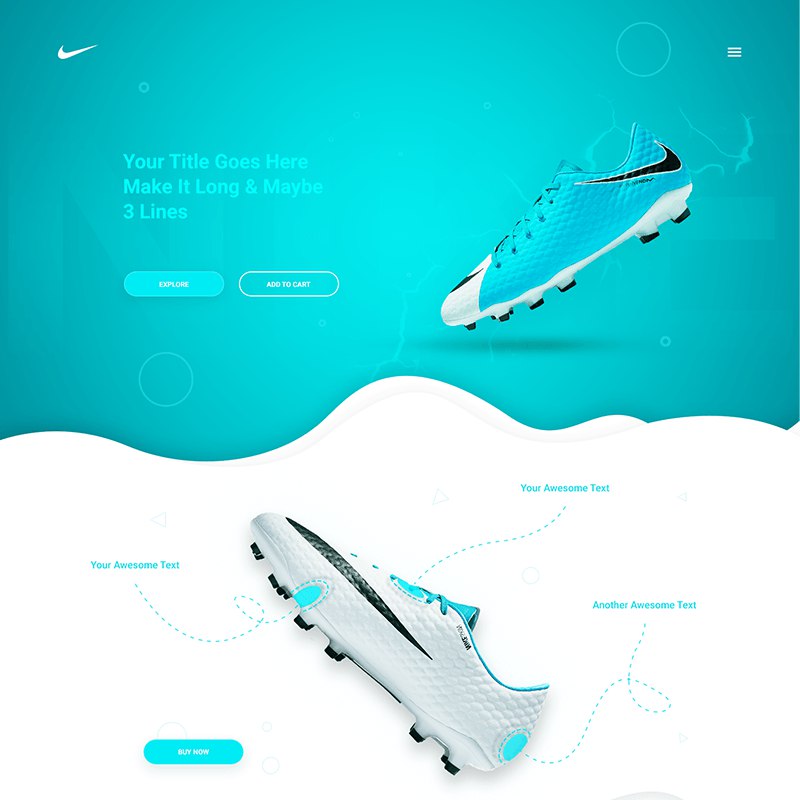 Your Title Goes Here
Make It Long & Maybe
3 Lines
EXPLORE
ADD TO CART
Your Awesome Text
Your Awesome Text
Another Awesome Text
BUY NOW